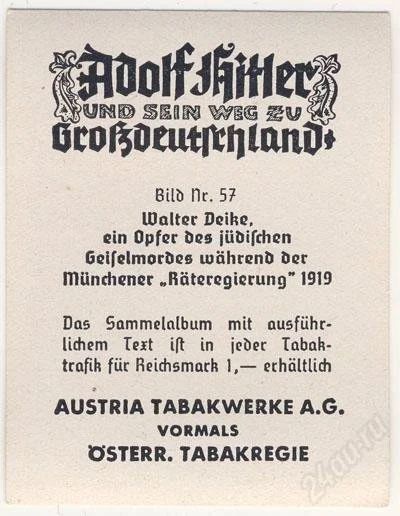 Adolf Hitler
UND SEIN WEG ZU
Großdeutschland
Bild Nr. 57
Walter Deike,
ein Opfer des jüdischen
Geiselmordes während der
Münchener „Räteregierung" 1919
Das Sammelalbum mit ausführ-
lichem Text ist in jeder Tabak-
trafik für Reichsmark 1,— erhältlich
AUSTRIA TABAKWERKE A.G.
VORMALS
ÖSTERR. TABAKREGIE
24au.ru